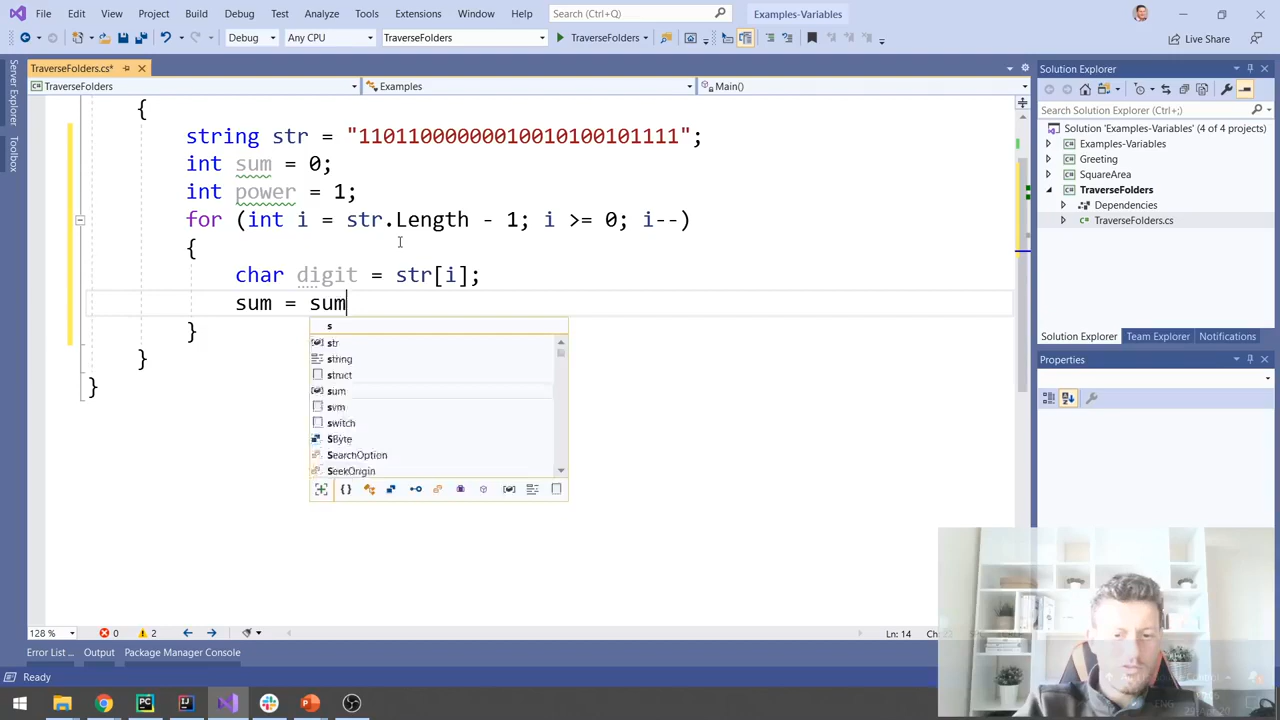 File Edit View Project Build Debug Test Analyze Tools Extensions Window Help Search (Ctrl+Q) Examples-Variables
Debug Any CPU TraverseFolders TraverseFolders Live Share
TraverseFolders.cs*
TraverseFolders Examples Main()
Server Explorer
Toolbox
{
string str = "11011000000100101001​01111";
int sum = 0;
int power = 1;
for (int i = str.Length - 1; i >= 0; i--)
{
char digit = str[i];
sum = sum
}
}
}
s
str
string
struct
sum
svm
switch
SByte
SearchOption
SeekOrigin
Solution Explorer
Search Solution Explorer (Ctrl+;)
Solution 'Examples-Variables' (4 of 4 projects)
Examples-Variables
Greeting
SquareArea
TraverseFolders
Dependencies
TraverseFolders.cs
Solution Explorer Team Explorer Notifications
Properties
128 % 0 2 Ln: 14
Error List ... Output Package Manager Console
Ready